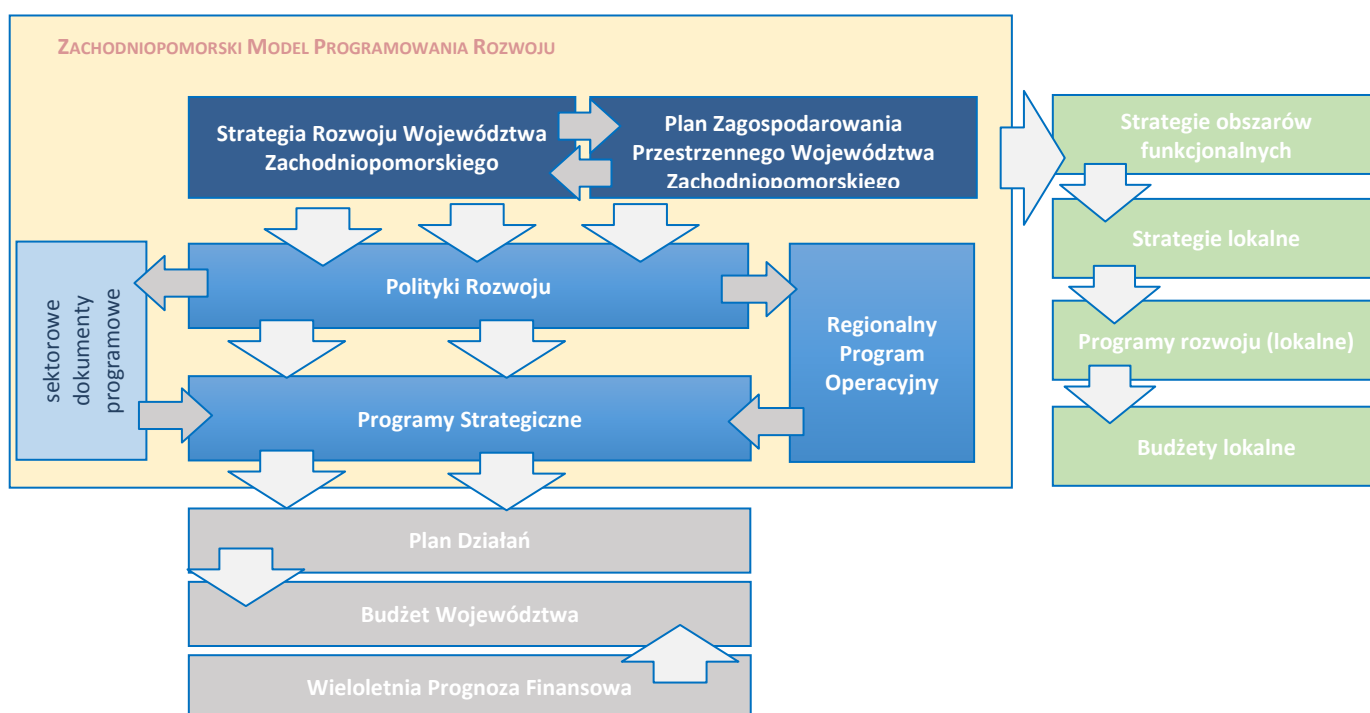 ZACHODNIOPOMORSKI MODEL PROGRAMOWANIA ROZWOJU
Strategia Rozwoju Województwa
Zachodniopomorskiego
Plan Zagospodarowania
Przestrzennego Województwa
Zachodniopomorskiego
Strategie obszarów
funkcjonalnych
Strategie lokalne
sektorowe
dokumenty
programowe
Polityki Rozwoju
Regionalny
Program
Operacyjny
Programy rozwoju (lokalne)
Programy Strategiczne
Budżety lokalne
Plan Działań
Budżet Województwa
Wieloletnia Prognoza Finansowa